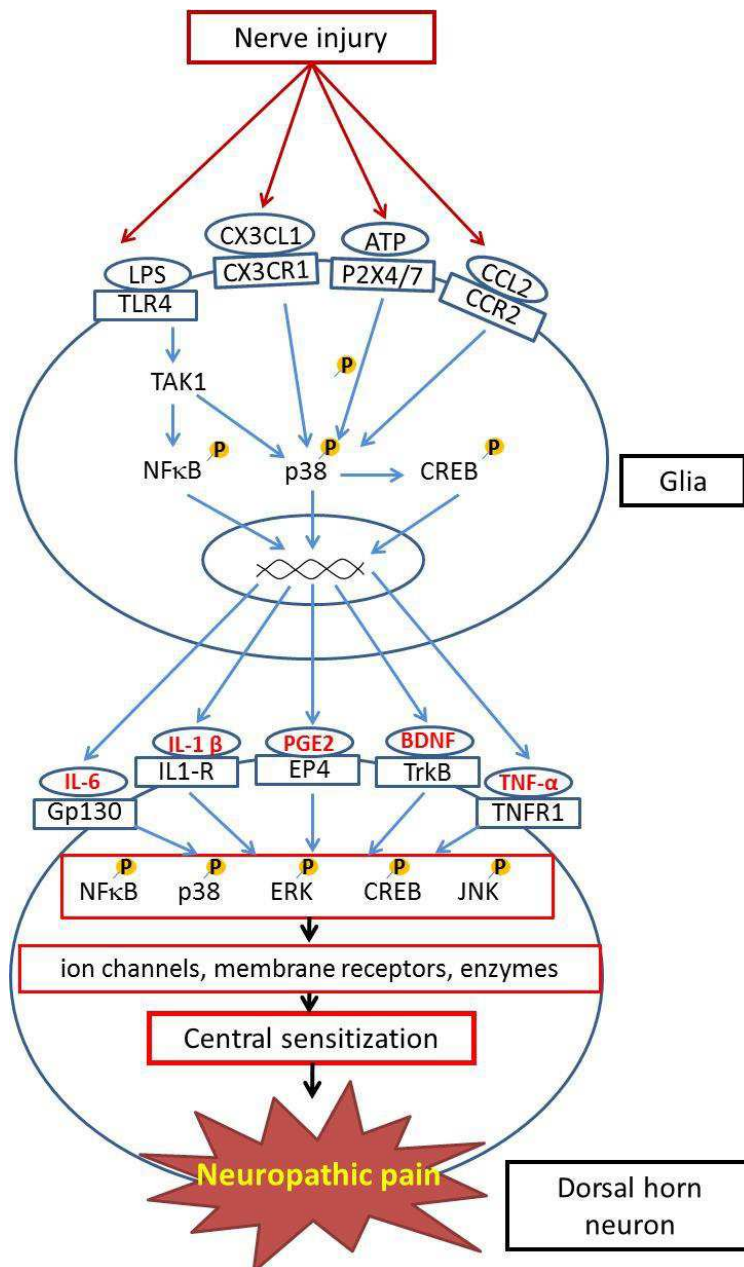 Nerve injury
CX3CL1
ATP
LPS
CCL2
CX3CR1
P2X4/7
TLR4
CCR2
P
TAK1
P
P
P
NFκB
p38
CREB
Glia
IL-1 β
PGE2
BDNF
IL-6
IL1-R
EP4
TrkB
TNF-α
Gp130
TNFR1
P
P
P
P
P
NFκB
p38
ERK
CREB
JNK
ion channels, membrane receptors, enzymes
Central sensitization
Neuropathic pain
Dorsal horn
neuron